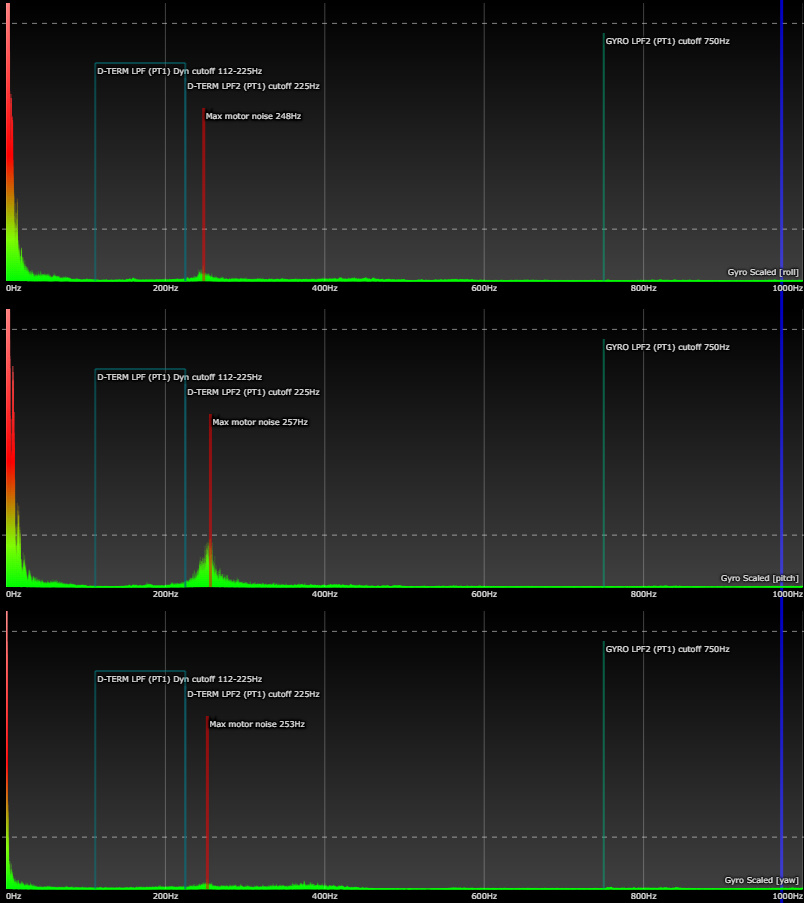 GYRO LPF2 (PT1) cutoff 750Hz
D-TERM LPF (PT1) Dyn cutoff 112-225Hz
D-TERM LPF2 (PT1) cutoff 225Hz
Max motor noise 248Hz
Gyro Scaled [roll]
0Hz 200Hz 400Hz 600Hz 800Hz 1000Hz
GYRO LPF2 (PT1) cutoff 750Hz
D-TERM LPF (PT1) Dyn cutoff 112-225Hz
D-TERM LPF2 (PT1) cutoff 225Hz
Max motor noise 257Hz
Gyro Scaled [pitch]
0Hz 200Hz 400Hz 600Hz 800Hz 1000Hz
GYRO LPF2 (PT1) cutoff 750Hz
D-TERM LPF (PT1) Dyn cutoff 112-225Hz
D-TERM LPF2 (PT1) cutoff 225Hz
Max motor noise 253Hz
Gyro Scaled [yaw]
0Hz 200Hz 400Hz 600Hz 800Hz 1000Hz